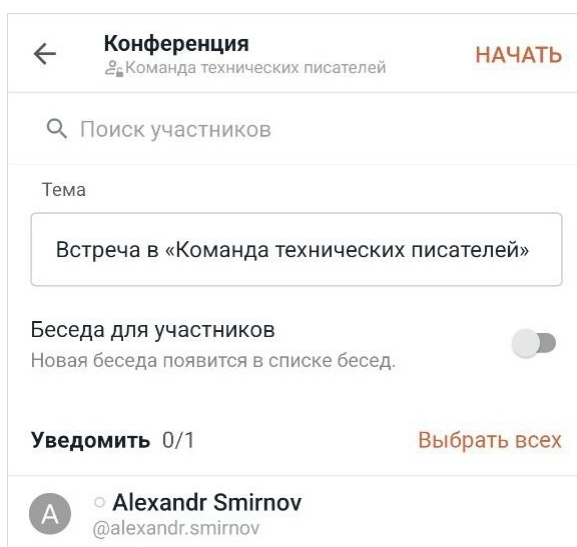 Конференция
Команда технических писателей
НАЧАТЬ
Поиск участников
Тема
Встреча в «Команда технических писателей»
Беседа для участников
Новая беседа появится в списке бесед.
Уведомить 0/1
Выбрать всех
A
Alexandr Smirnov
@alexandr.smirnov